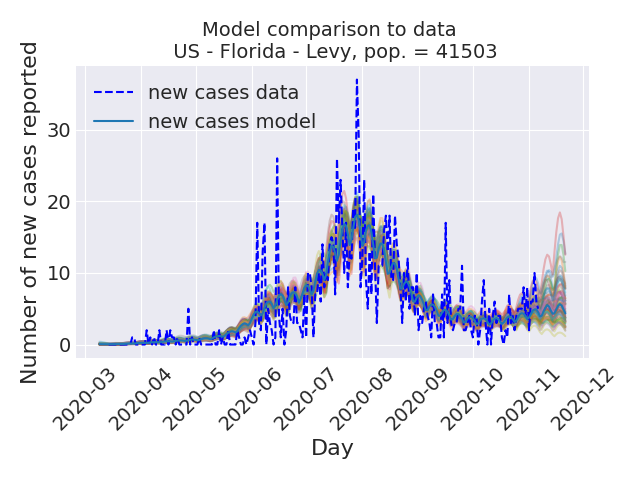 Model comparison to data
US - Florida - Levy, pop. = 41503
Number of new cases reported
new cases data
new cases model
30
20
10
0
2020-03
2020-04
2020-05
2020-06
2020-07
2020-08
2020-09
2020-10
2020-11
2020-12
Day